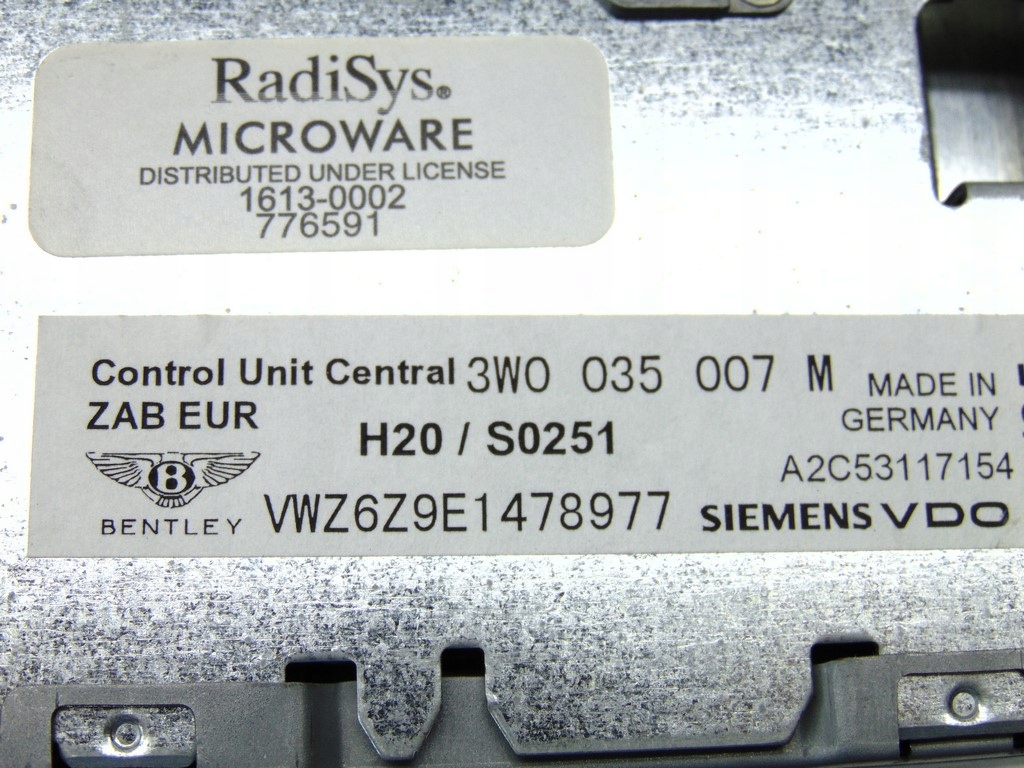 RadiSys®
MICROWARE
DISTRIBUTED UNDER LICENSE
1613-0002
776591
Control Unit Central 3W0 035 007 M
MADE IN
ZAB EUR
GERMANY
H20 / S0251
A2C53117154
B
BENTLEY
VWZ6Z9E1478977
SIEMENS VDO